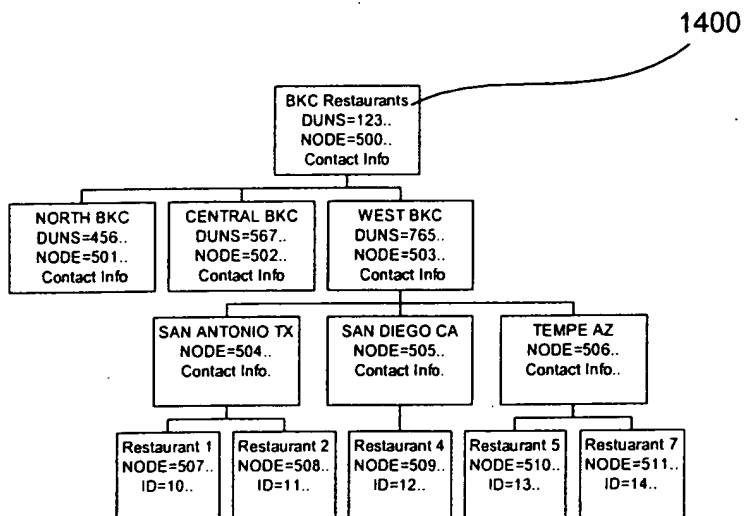 1400
BKC Restaurants
DUNS=123..
NODE=500..
Contact Info
NORTH BKC
DUNS=456..
NODE=501..
Contact Info
CENTRAL BKC
DUNS=567..
NODE=502..
Contact Info
WEST BKC
DUNS=765..
NODE=503..
Contact Info
SAN ANTONIO TX
NODE=504..
Contact Info.
SAN DIEGO CA
NODE=505..
Contact Info.
TEMPE AZ
NODE=506..
Contact Info..
Restaurant 1
NODE=507..
ID=10..
Restaurant 2
NODE=508..
ID=11..
Restaurant 4
NODE=509..
ID=12..
Restaurant 5
NODE=510..
ID=13..
Restuarant 7
NODE=511..
ID=14..